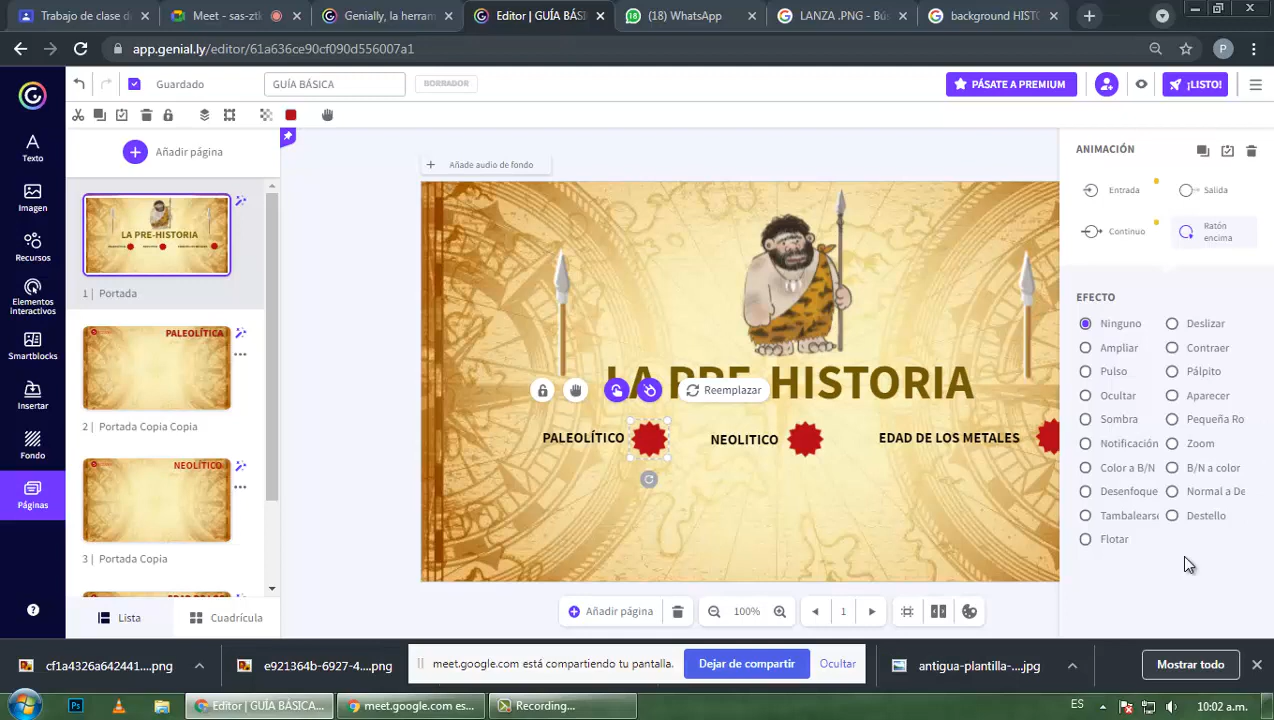 Trabajo de clase
Meet - sas-ztk
Genially, la herram
Editor | GUÍA BÁSI
(18) WhatsApp
LANZA .PNG - Bús
background HIST
app.genial.ly/editor/61a636ce90cf090d556007a1
P
Guardado
GUÍA BÁSICA
BORRADOR
PÁSATE A PREMIUM
¡LISTO!
Texto
Imagen
Recursos
Elementos
interactivos
Smartblocks
Insertar
Fondo
Páginas
Añadir página
LA PRE-HISTORIA
1 | Portada
PALEOLÍTICA
2 | Portada Copia Copia
NEOLÍTICO
3 | Portada Copia
Lista
Cuadrícula
Añade audio de fondo
LA PRE-HISTORIA
Reemplazar
PALEOLÍTICO
NEOLITICO
EDAD DE LOS METALES
Añadir página
100%
1
ANIMACIÓN
Entrada
Salida
Continuo
Ratón
encima
EFECTO
Ninguno
Deslizar
Ampliar
Contraer
Pulso
Pálpito
Ocultar
Aparecer
Sombra
Pequeña Ro
Notificación
Zoom
Color a B/N
B/N a color
Desenfoque
Normal a De
Tambalears
Destello
Flotar
cf1a4326a642441....png
e921364b-6927-4....png
meet.google.com está compartiendo tu pantalla.
Dejar de compartir
Ocultar
antigua-plantilla-....jpg
Mostrar todo
Ps
Editor | GUÍA BÁSICA...
meet.google.com es...
Recording...
ES
10:02 a.m.